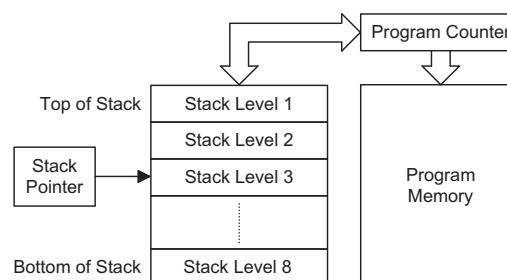 Program Counter
Top of Stack
Stack Level 1
Stack Level 2
Stack
Pointer
Stack Level 3
Program
Memory
Bottom of Stack
Stack Level 8